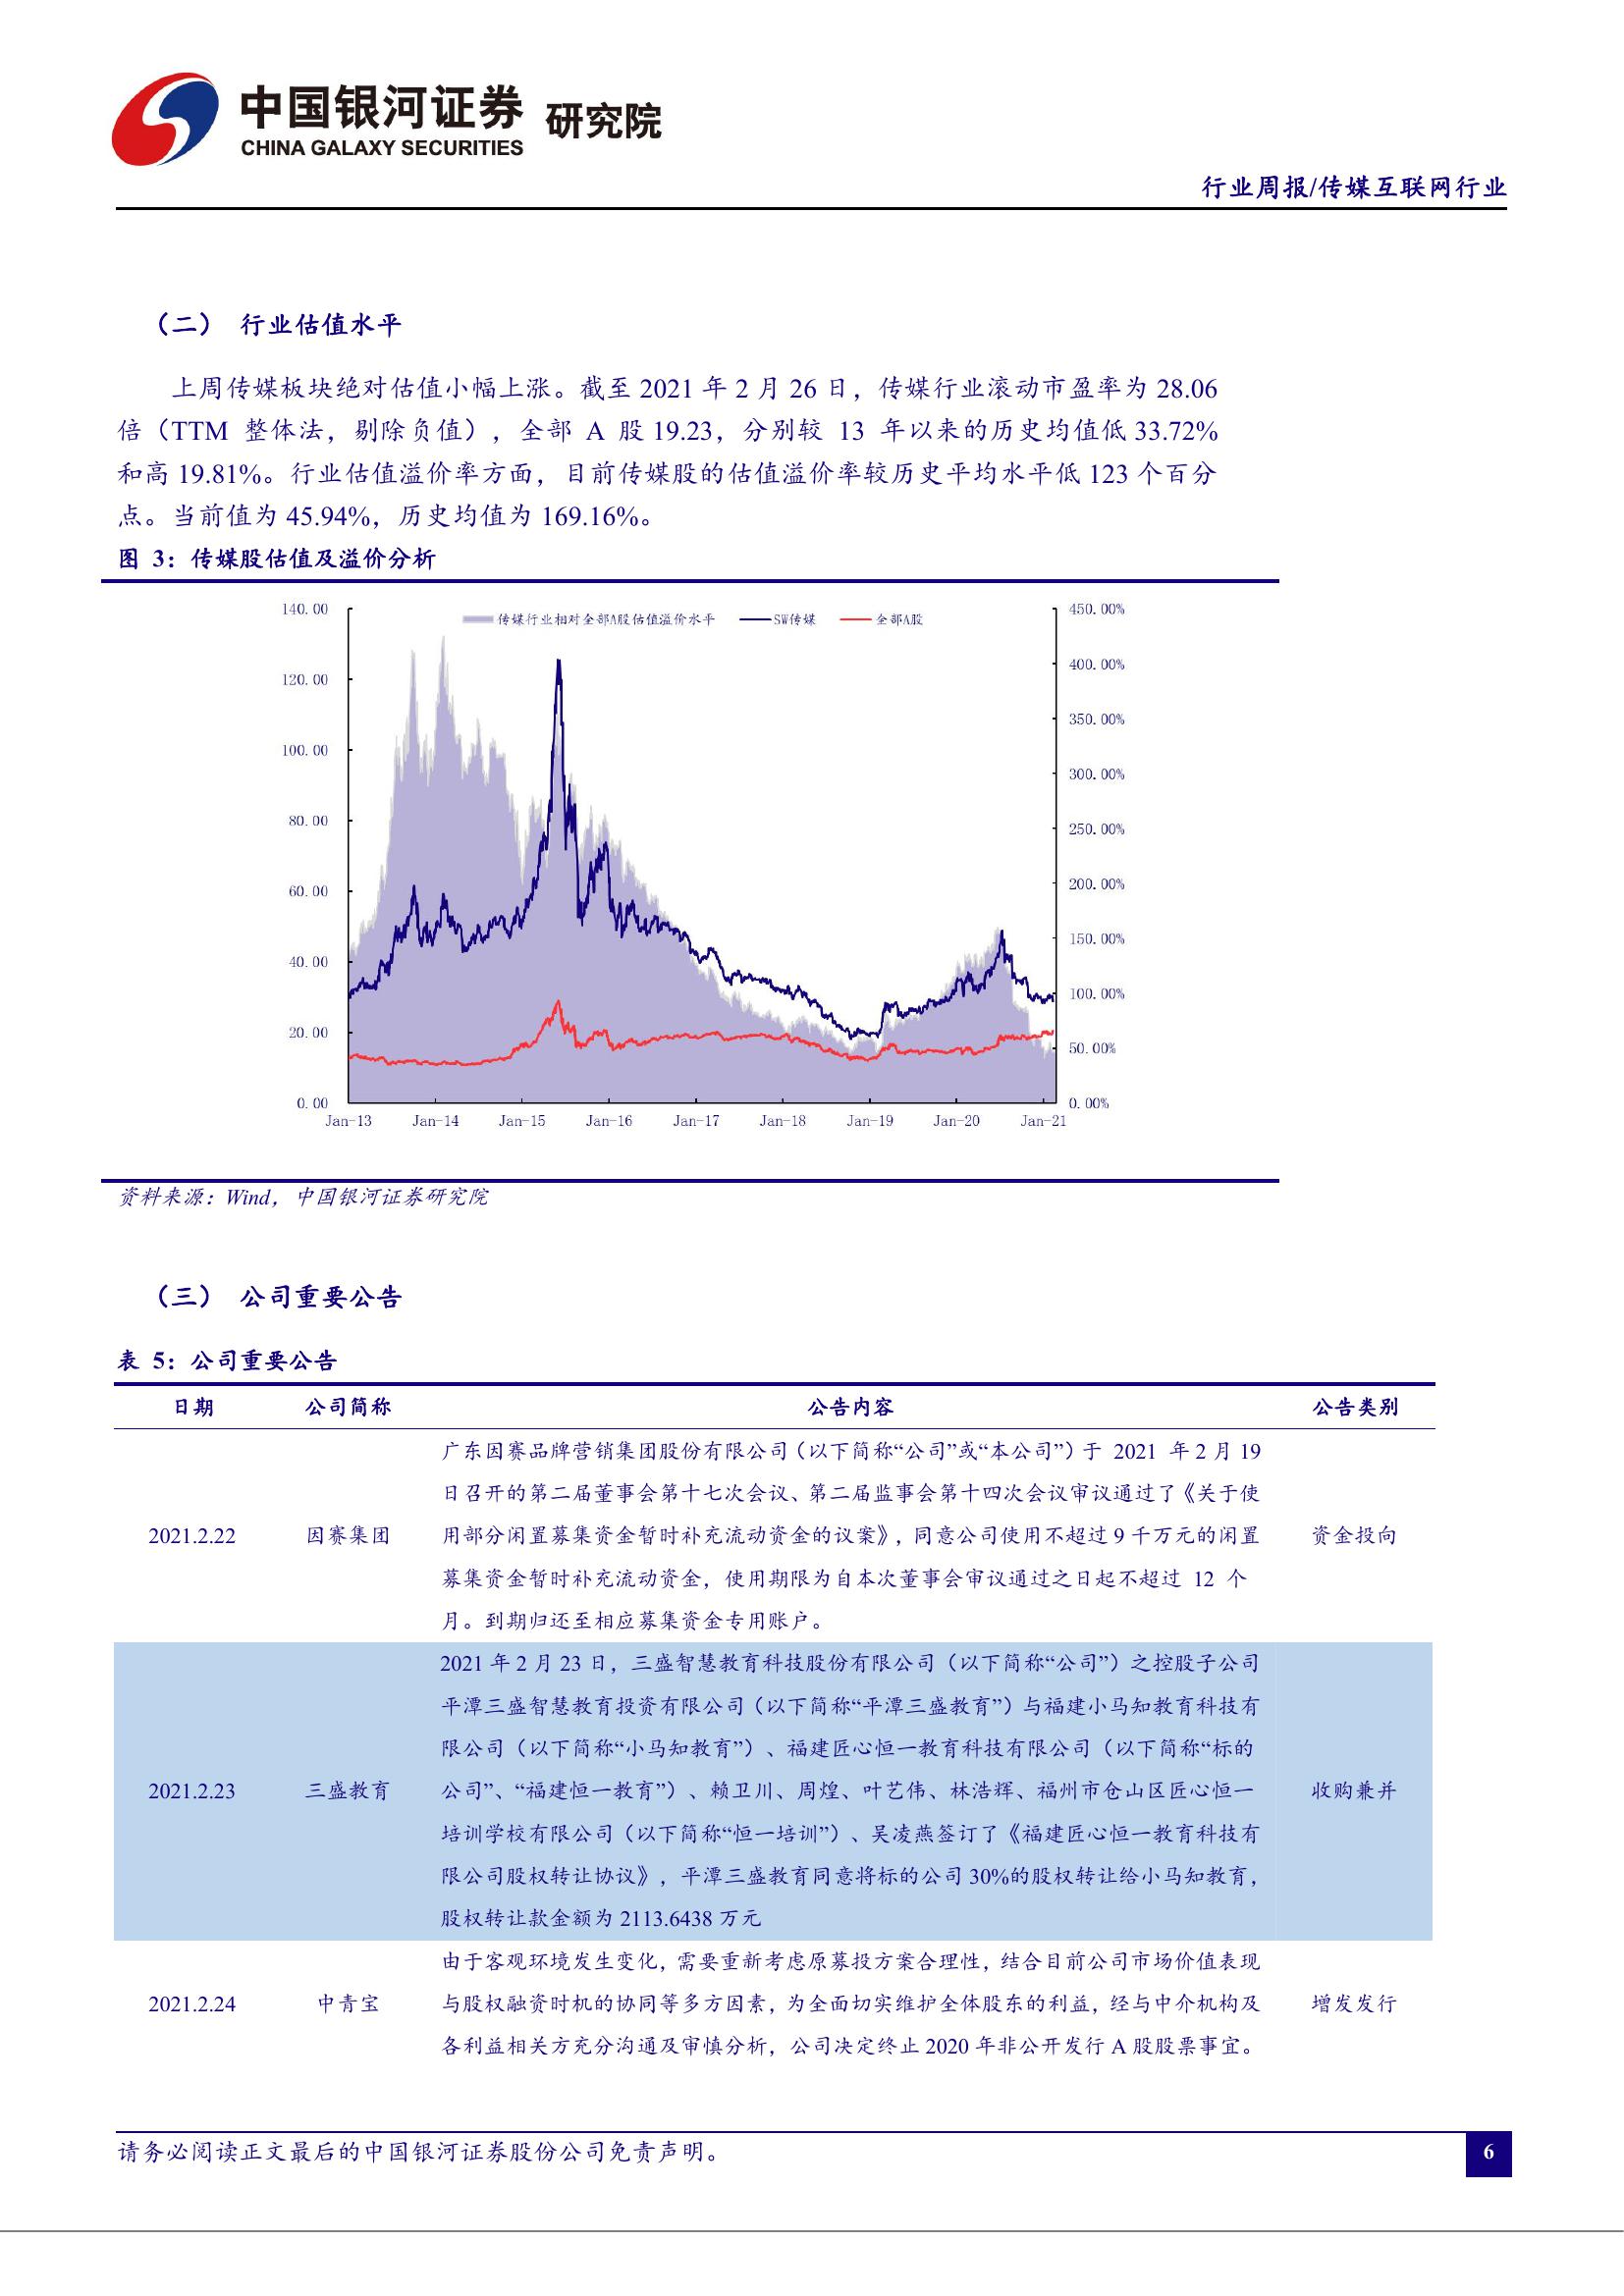 中国银河证券 研究院
CHINA GALAXY SECURITIES
行业周报/传媒互联网行业
（二） 行业估值水平
上周传媒板块绝对估值小幅上涨。截至 2021 年 2 月 26 日，传媒行业滚动市盈率为 28.06
倍（TTM 整体法，剔除负值），全部 A 股 19.23，分别较 13 年以来的历史均值低 33.72%
和高 19.81%。行业估值溢价率方面，目前传媒股的估值溢价率较历史平均水平低 123 个百分
点。当前值为 45.94%，历史均值为 169.16%。
图 3：传媒股估值及溢价分析
传媒行业相对全部A股估值溢价水平 SW传媒 全部A股
140.00 450.00%
400.00%
120.00
350.00%
100.00
300.00%
80.00 250.00%
60.00 200.00%
150.00%
40.00
100.00%
20.00
50.00%
0.00 0.00%
Jan-13 Jan-14 Jan-15 Jan-16 Jan-17 Jan-18 Jan-19 Jan-20 Jan-21
资料来源：Wind，中国银河证券研究院
（三） 公司重要公告
表 5：公司重要公告
日期 公司简称 公告内容 公告类别
广东因赛品牌营销集团股份有限公司（以下简称“公司”或“本公司”）于 2021 年 2 月 19
日召开的第二届董事会第十七次会议、第二届监事会第十四次会议审议通过了《关于使
2021.2.22 因赛集团 用部分闲置募集资金暂时补充流动资金的议案》，同意公司使用不超过 9 千万元的闲置 资金投向
募集资金暂时补充流动资金，使用期限为自本次董事会审议通过之日起不超过 12 个
月。到期归还至相应募集资金专用账户。
2021 年 2 月 23 日，三盛智慧教育科技股份有限公司（以下简称“公司”）之控股子公司
平潭三盛智慧教育投资有限公司（以下简称“平潭三盛教育”）与福建小马知教育科技有
限公司（以下简称“小马知教育”）、福建匠心恒一教育科技有限公司（以下简称“标的
2021.2.23 三盛教育 公司”、“福建恒一教育”）、赖卫川、周煌、叶艺伟、林浩辉、福州市仓山区匠心恒一 收购兼并
培训学校有限公司（以下简称“恒一培训”）、吴凌燕签订了《福建匠心恒一教育科技有
限公司股权转让协议》，平潭三盛教育同意将标的公司 30%的股权转让给小马知教育，
股权转让款金额为 2113.6438 万元
由于客观环境发生变化，需要重新考虑原募投方案合理性，结合目前公司市场价值表现
2021.2.24 中青宝 与股权融资时机的协同等多方因素，为全面切实维护全体股东的利益，经与中介机构及 增发发行
各利益相关方充分沟通及审慎分析，公司决定终止 2020 年非公开发行 A 股股票事宜。
请务必阅读正文最后的中国银河证券股份公司免责声明。 6